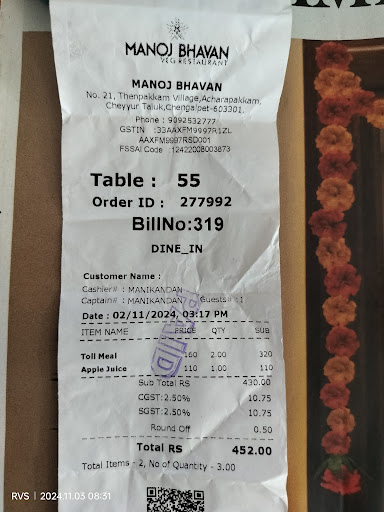 MANOJ BHAVAN
VEG RESTAURANT
MANOJ BHAVAN
No. 21, Thenpakkam Village,Acharapakkam,
Cheyyur Taluk,Chengalpet-603301.
Phone : 9092532777
GSTIN :33AAXFM9997R1ZL
AAXFM9997RSD001
FSSAI Code :12422008003873
Table : 55
Order ID : 277992
BillNo:319
DINE_IN
Customer Name :
Cashier# : MANIKANDAN
Captain# : MANIKANDAN Guests# :1
Date : 02/11/2024, 03:17 PM
ITEM NAME PRICE QTY SUB
PAID
Toll Meal 160 2.00 320
Apple Juice 110 1.00 110
Sub Total RS 430.00
CGST:2.50% 10.75
SGST:2.50% 10.75
Round Off 0.50
Total RS 452.00
Total Items - 2, No of Quantity - 3.00
RVS | 2024.11.03 08:31